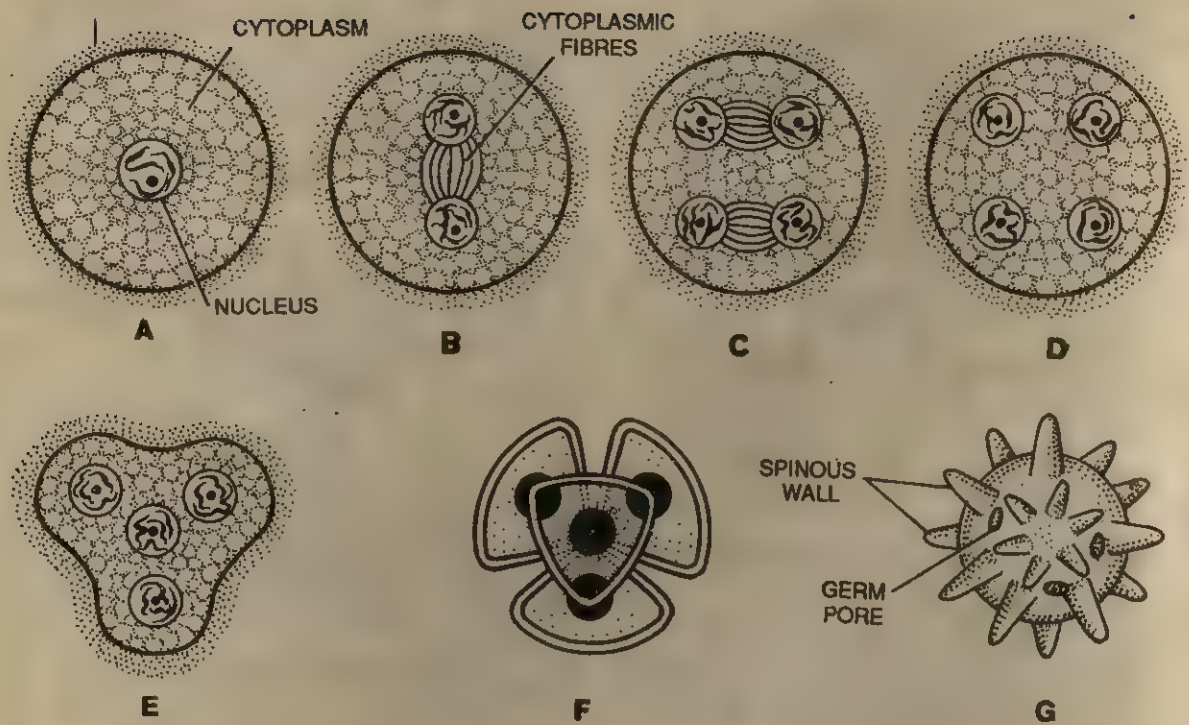 CYTOPLASM
CYTOPLASMIC
FIBRES
NUCLEUS
A
B
C
D
SPINOUS
WALL
GERM
PORE
E
F
G